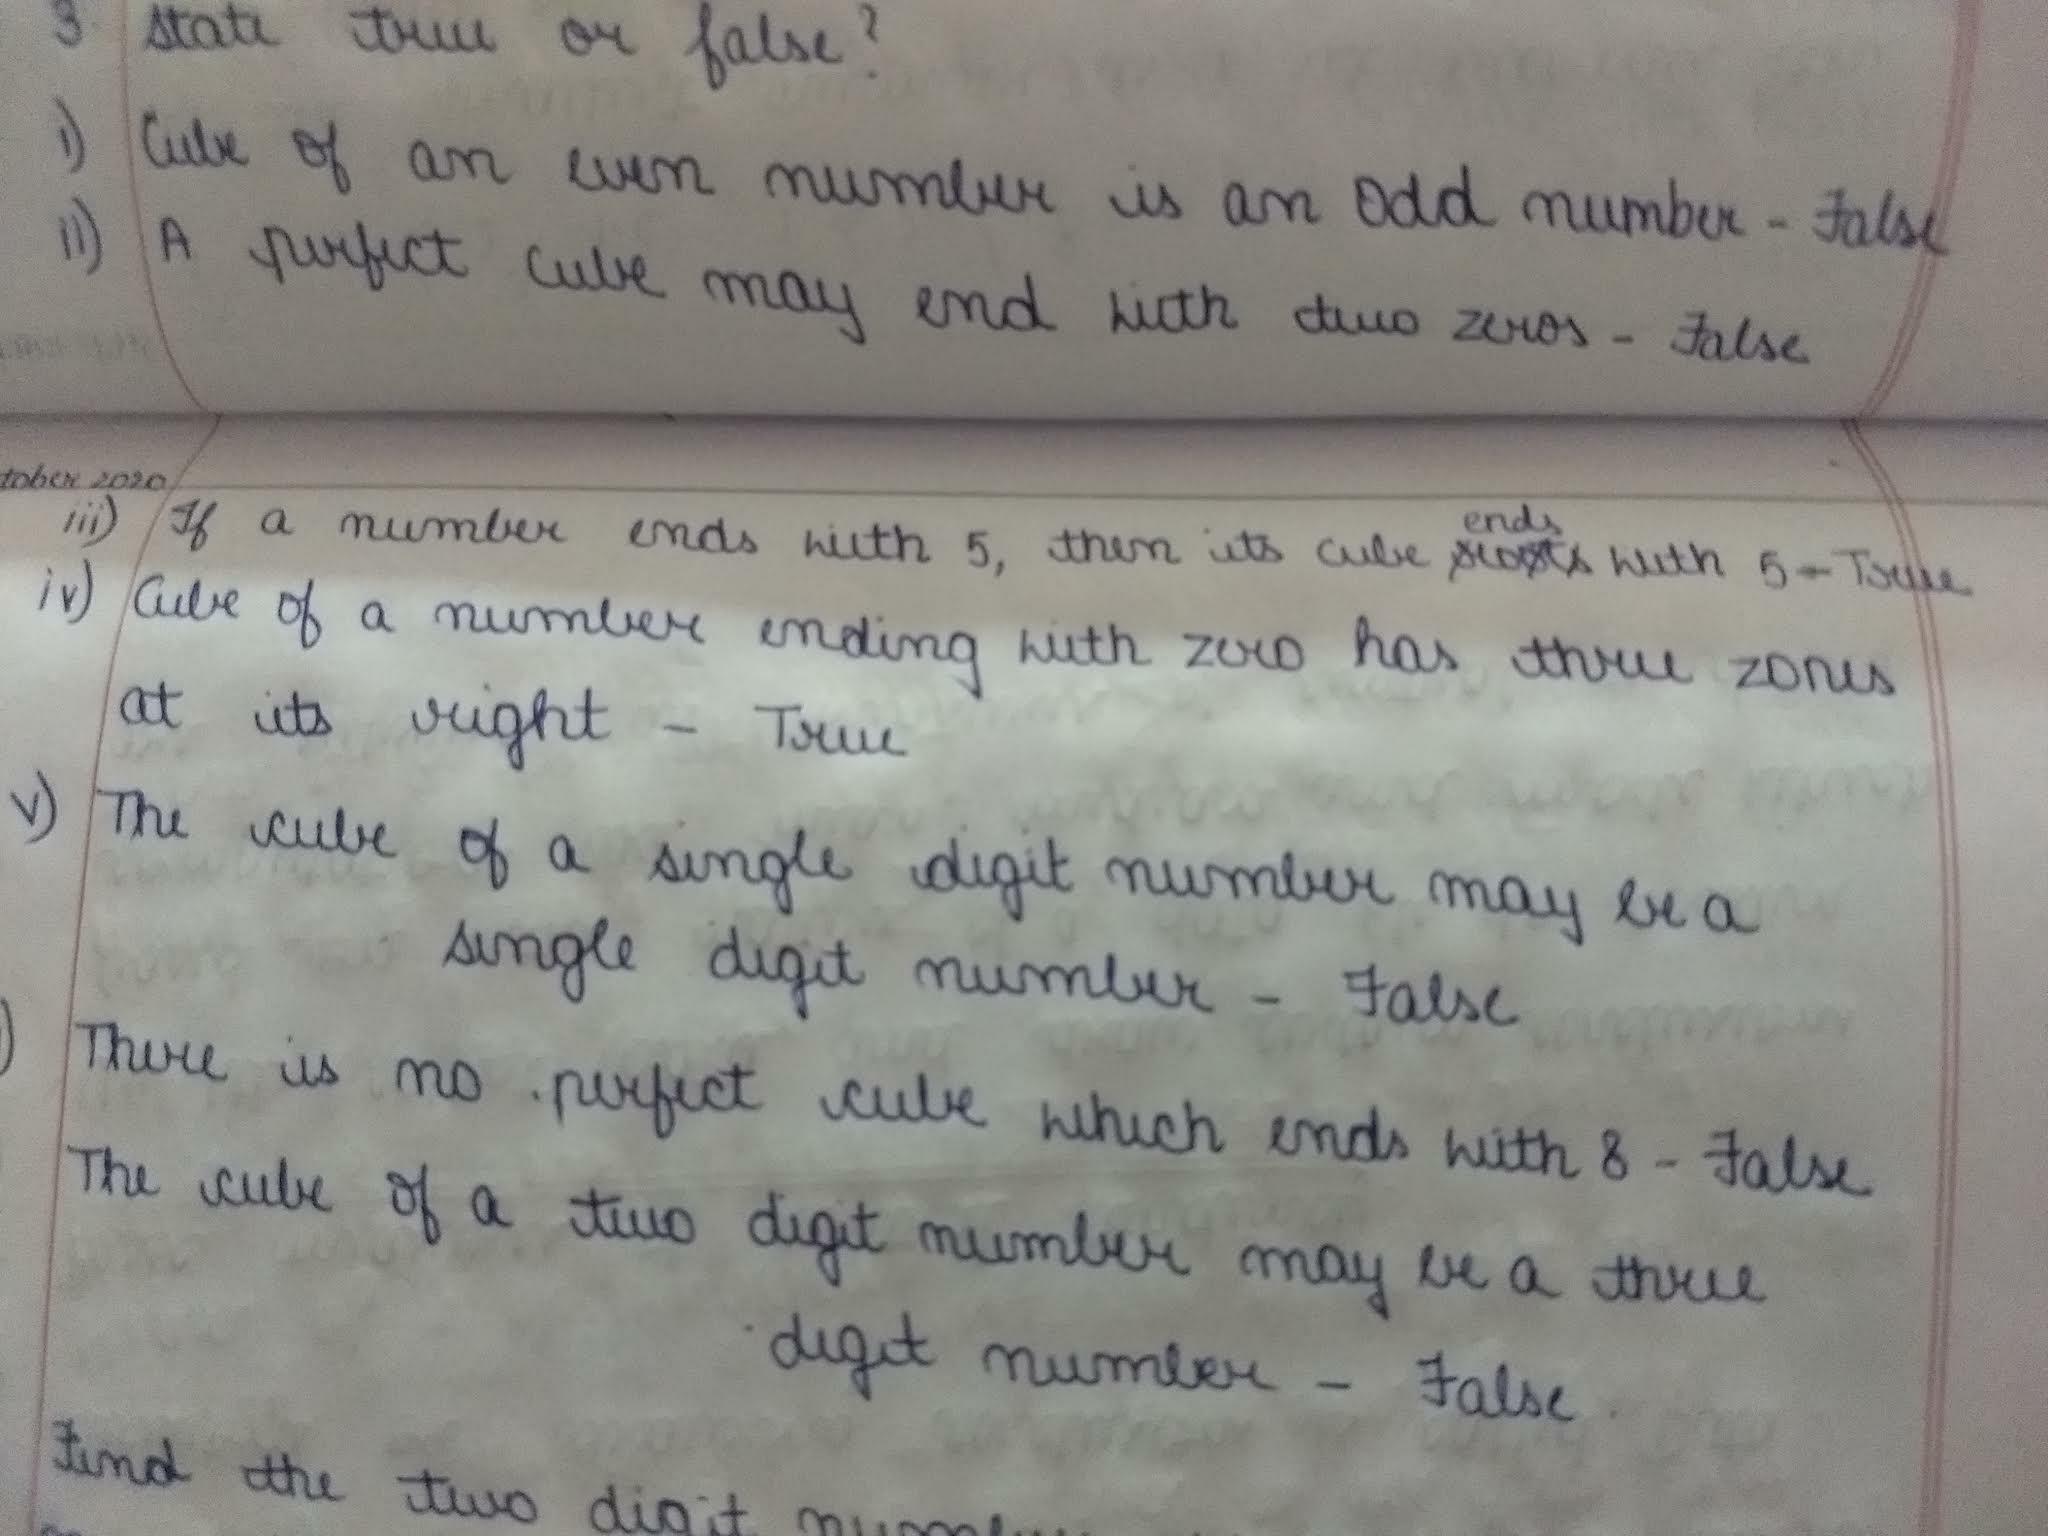 3 State true or false?
i) Cube of an even number is an odd number - False
ii) A perfect cube may end with two zeros - False
tober 2020
iii) If a number ends with 5, then its cube ends with 5 - True
iv) Cube of a number ending with zero has three zores
at its right - True
v) The cube of a single digit number may be a
single digit number - False
) There is no perfect cube which ends with 8 - False
The cube of a two digit number may be a three
digit number - False
Find the two digit